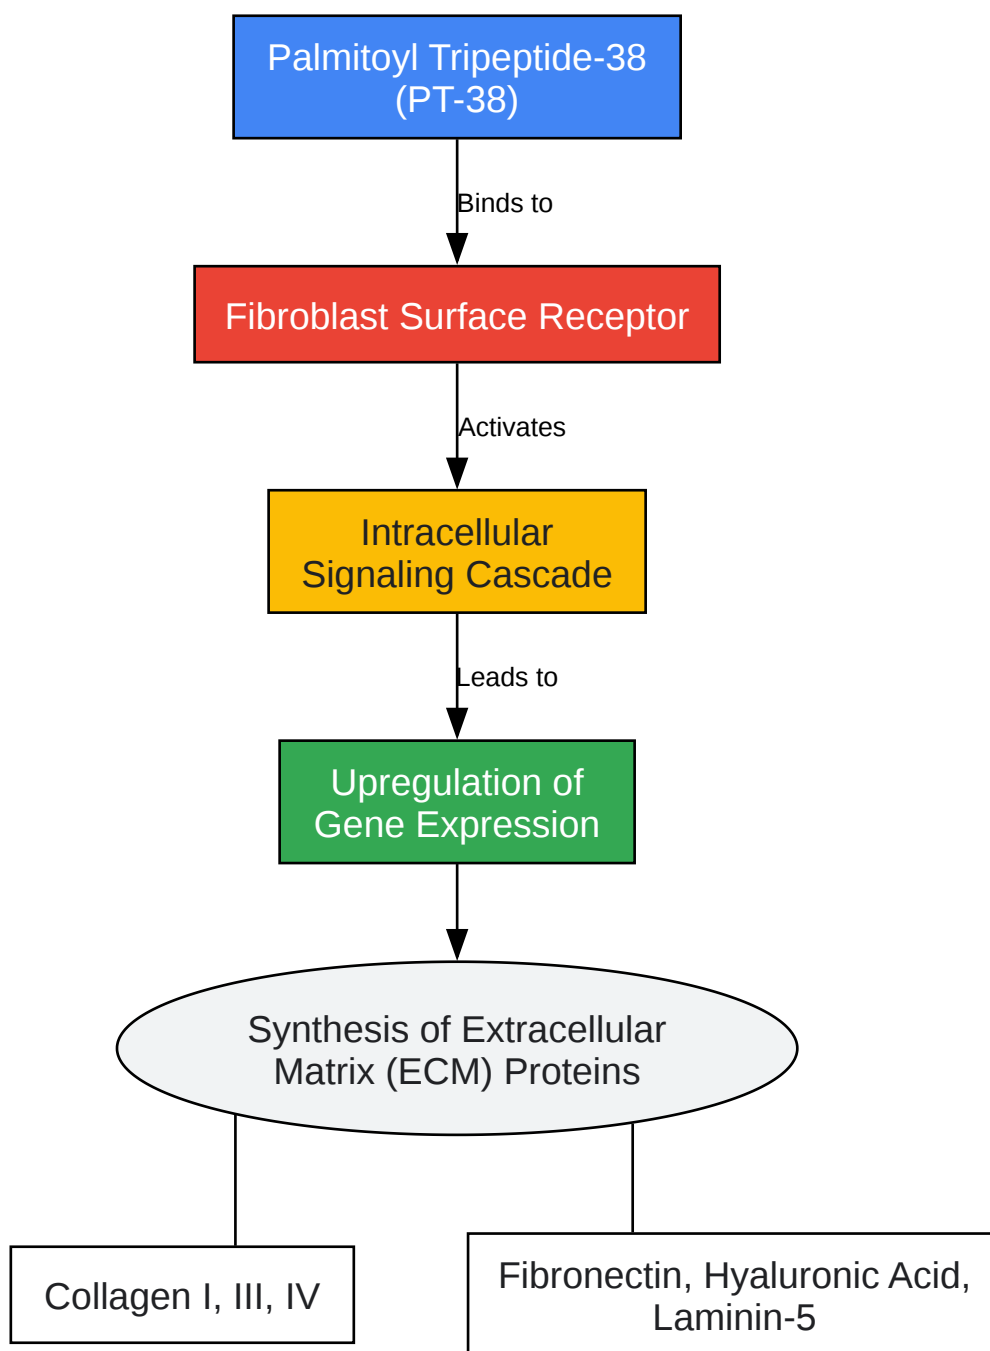 Palmitoyl Tripeptide-38
(PT-38)
Binds to
Fibroblast Surface Receptor
Activates
Intracellular
Signaling Cascade
Leads to
Upregulation of
Gene Expression
Synthesis of Extracellular
Matrix (ECM) Proteins
Collagen I, III, IV
Fibronectin, Hyaluronic Acid,
Laminin-5